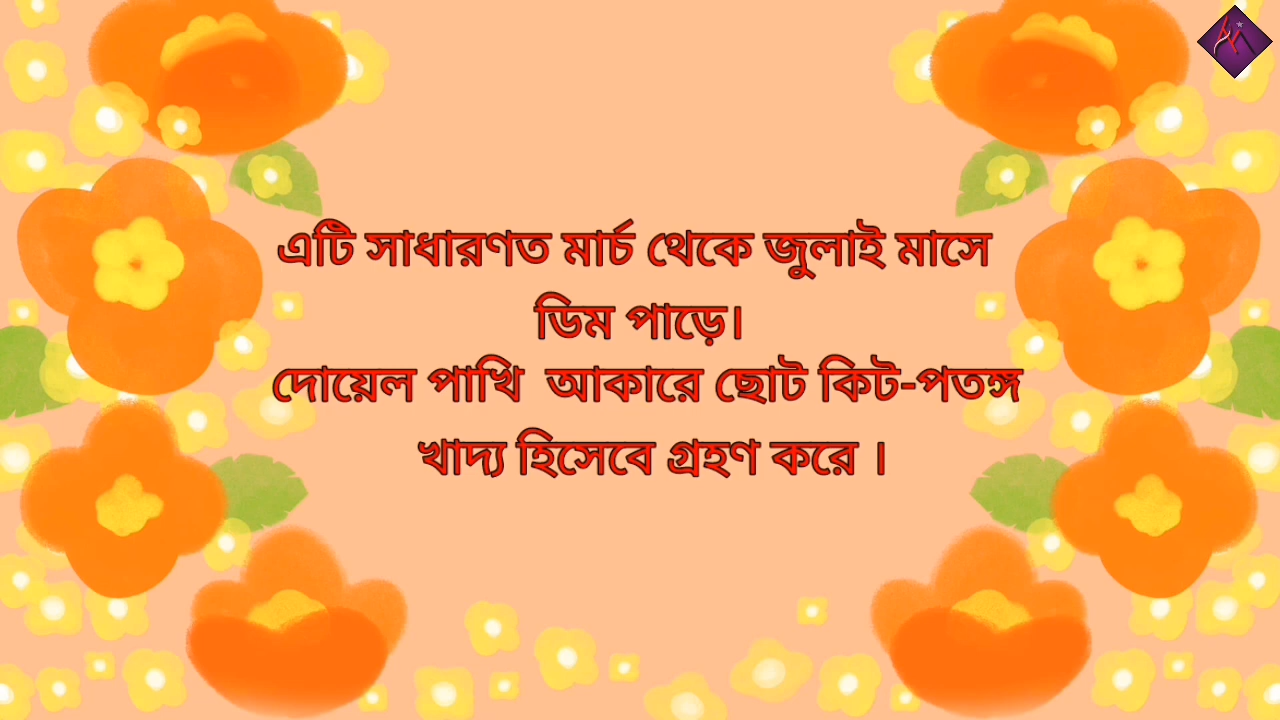 এটি সাধারণত মার্চ থেকে জুলাই মাসে
ডিম পাড়ে।
দোয়েল পাখি আকারে ছোট কিট-পতঙ্গ
খাদ্য হিসেবে গ্রহণ করে ।